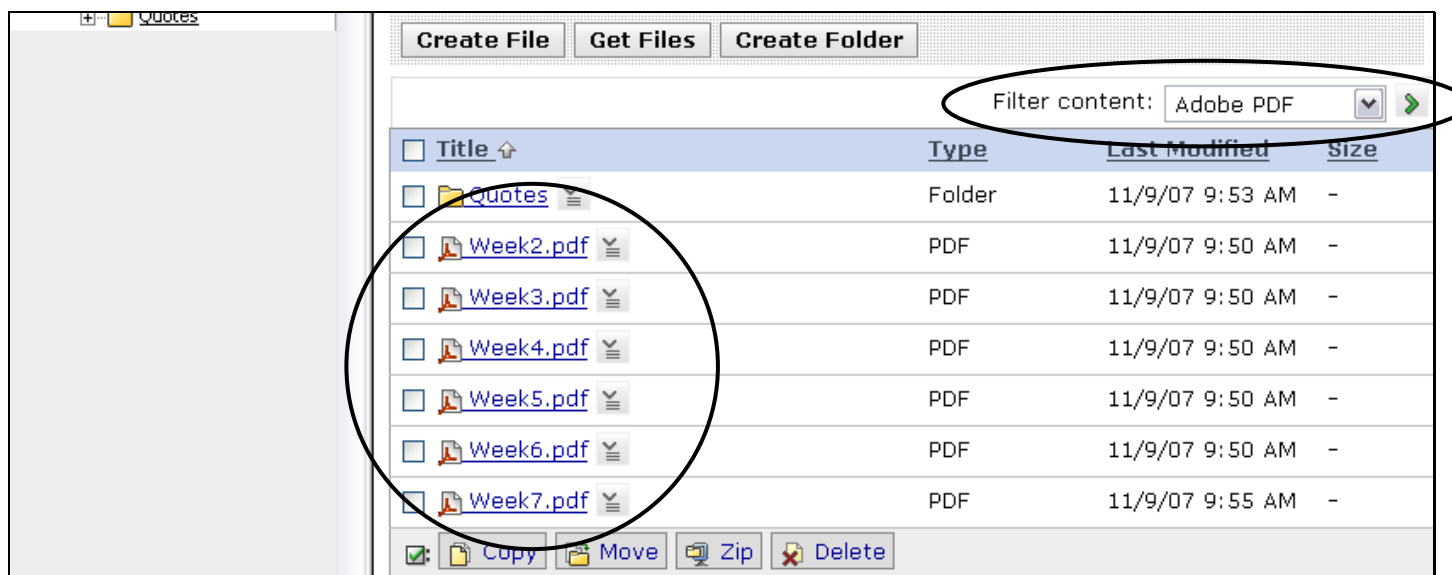 Quotes
Create File Get Files Create Folder
Filter content: Adobe PDF
Title Type Last Modified Size
Quotes Folder 11/9/07 9:53 AM -
Week2.pdf PDF 11/9/07 9:50 AM -
Week3.pdf PDF 11/9/07 9:50 AM -
Week4.pdf PDF 11/9/07 9:50 AM -
Week5.pdf PDF 11/9/07 9:50 AM -
Week6.pdf PDF 11/9/07 9:50 AM -
Week7.pdf PDF 11/9/07 9:55 AM -
: Copy Move Zip Delete